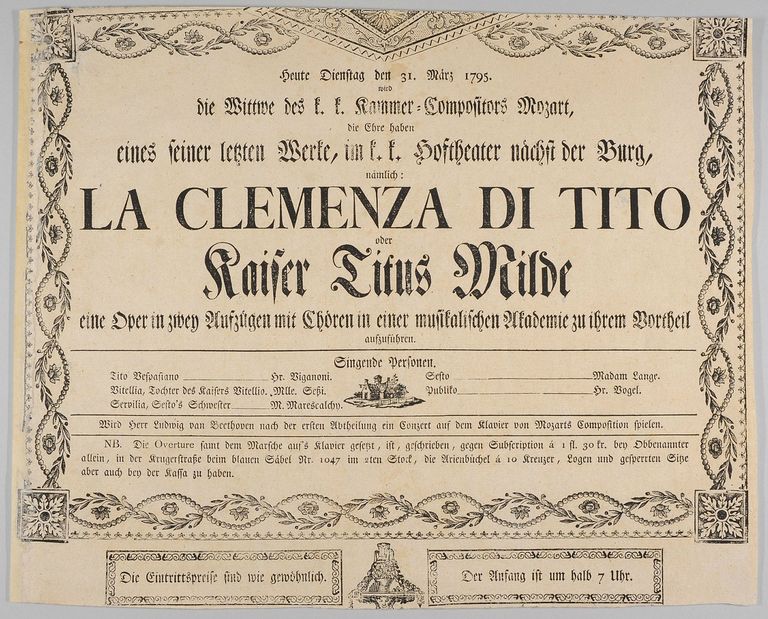 Heute Dienstag den 31. März 1795.
wird
die Wittwe des k. k. Kammer-Compositors Mozart,
die Ehre haben
eines seiner letzten Werke, im k. k. Hoftheater nächst der Burg,
nämlich:
LA CLEMENZA DI TITO
oder
Kaiser Titus Milde
eine Oper in zwey Aufzügen mit Chören in einer musikalischen Akademie zu ihrem Vortheil
aufzuführen.
Singende Personen.
Tito Vespasiano Hr. Viganoni. Sesto Madam Lange.
Vitellia, Tochter des Kaisers Vitellio. Mlle. Seßi. Publiko Hr. Vogel.
Servilia, Sesto's Schwester M. Marescalchy.
Wird Herr Ludwig van Beethoven nach der ersten Abtheilung ein Conzert auf dem Klavier von Mozarts Composition spielen.
NB. Die Overture samt dem Marsche auf's Klavier gesetzt, ist, geschrieben, gegen Subscription á 1 fl. 30 kr. bey Obbenannter
allein, in der Krugerstraße beim blauen Säbel Nr. 1047 im 2ten Stock, die Arienbüchel á 10 Kreuzer, Logen und gesperrten Sitze
aber auch bey der Kassa zu haben.
Die Eintrittspreise sind wie gewöhnlich.
Der Anfang ist um halb 7 Uhr.